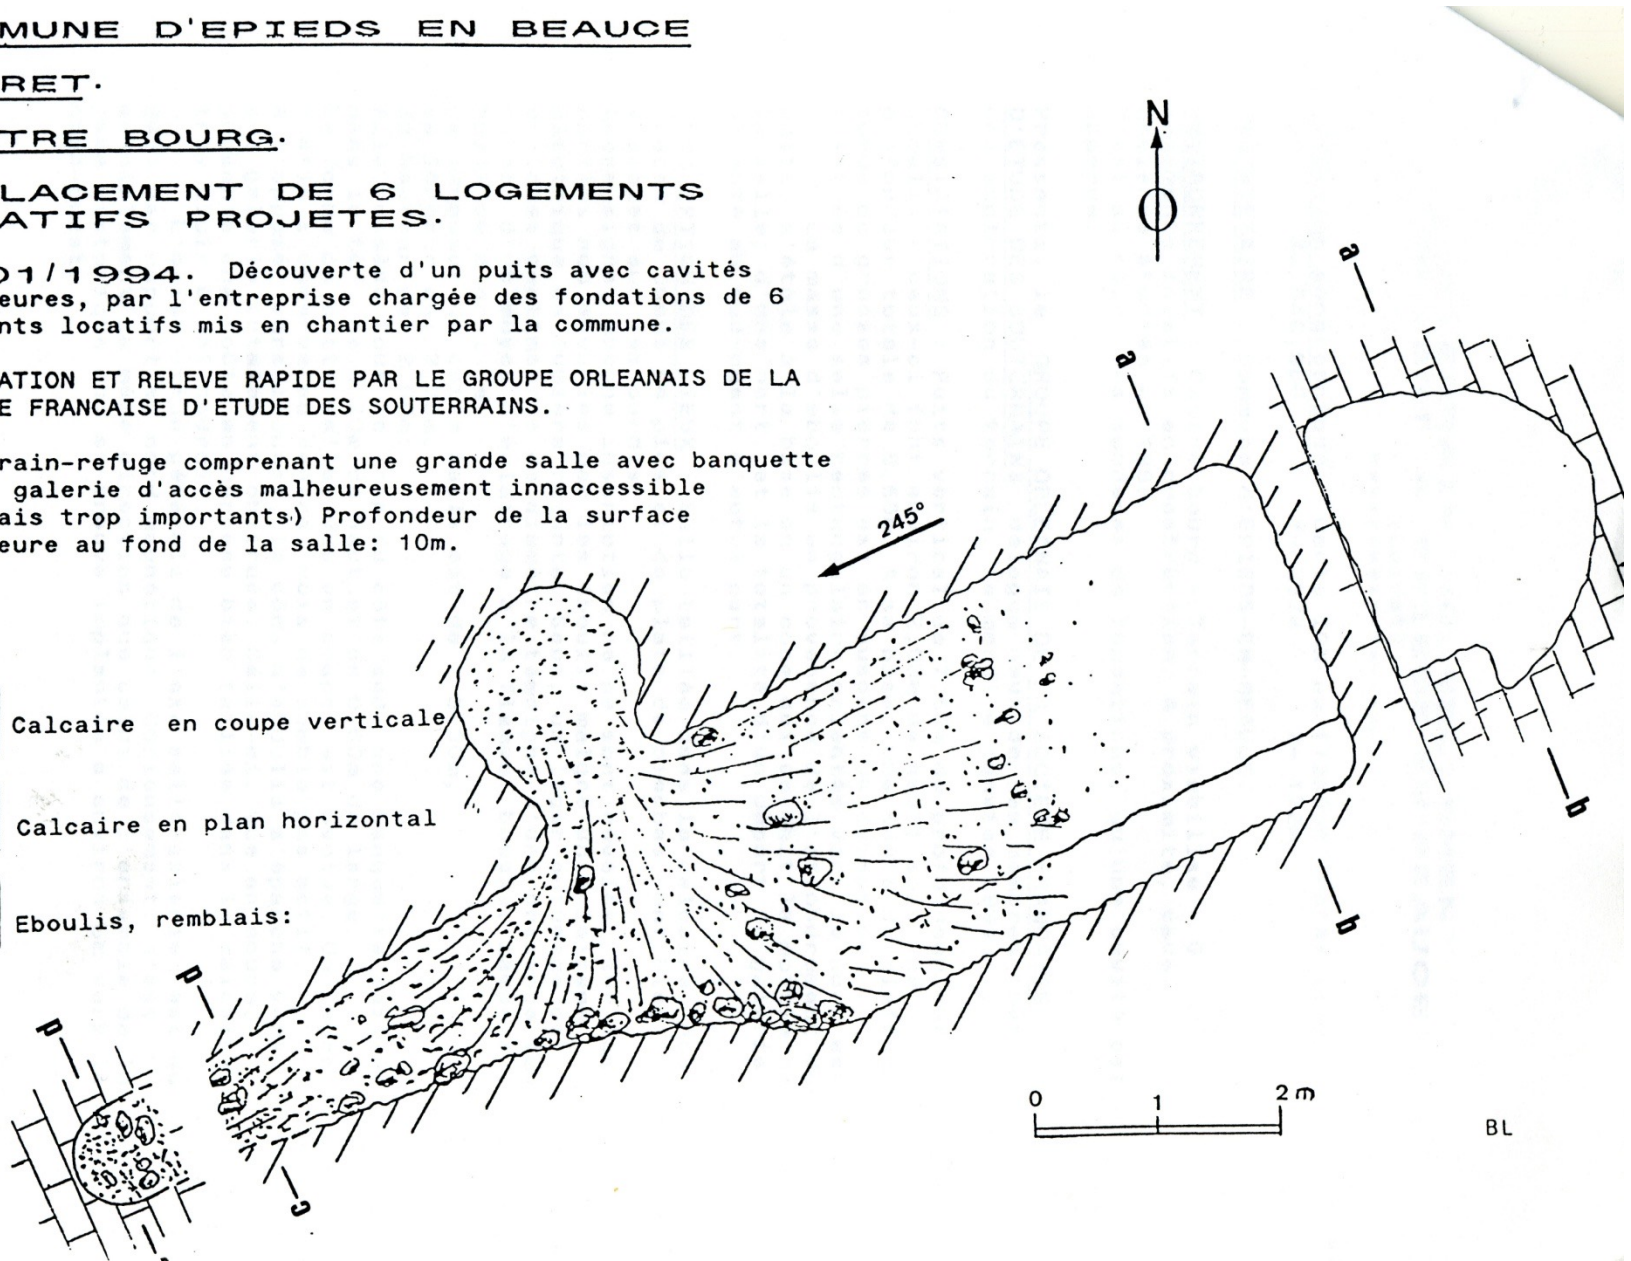 MUNE D'EPIEDS EN BEAUCE
RET.
TRE BOURG.
LACEMENT DE 6 LOGEMENTS
ATIFS PROJETES.
01/1994. Découverte d'un puits avec cavités
eures, par l'entreprise chargée des fondations de 6
nts locatifs mis en chantier par la commune.
ATION ET RELEVE RAPIDE PAR LE GROUPE ORLEANAIS DE LA
E FRANCAISE D'ETUDE DES SOUTERRAINS.
rain-refuge comprenant une grande salle avec banquette
galerie d'accès malheureusement innaccessible
ais trop importants) Profondeur de la surface
eure au fond de la salle: 10m.
N
a
a
245°
Calcaire en coupe verticale
Calcaire en plan horizontal
Eboulis, remblais:
b
b
d
d
c
0 1 2 m
BL